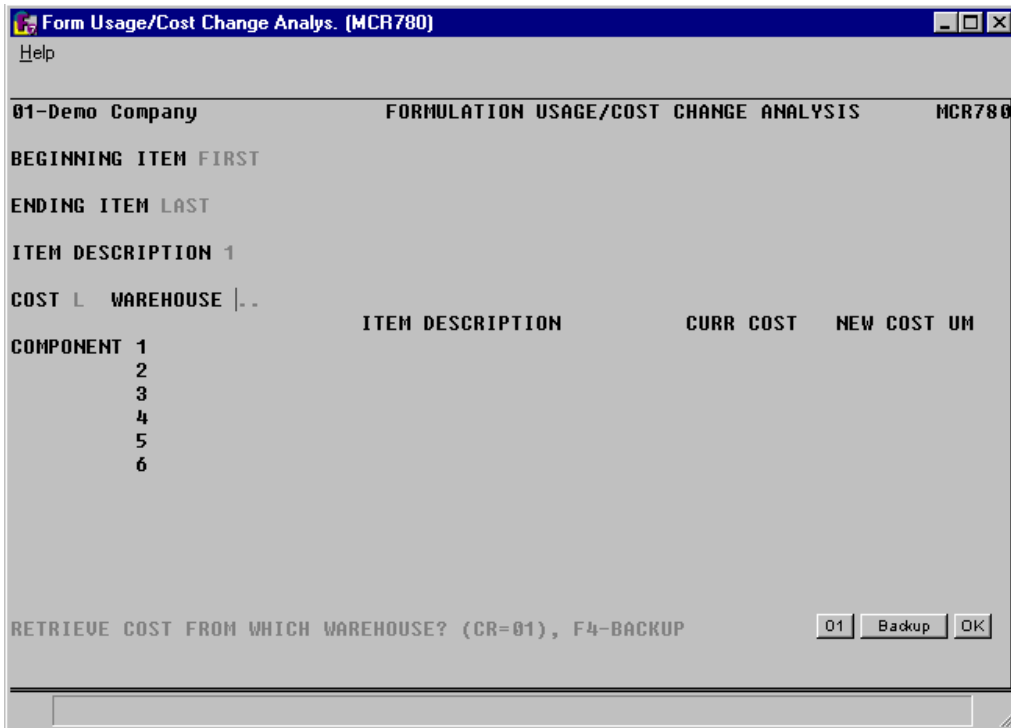 Form Usage/Cost Change Analys. (MCR780)
Help
01-Demo Company FORMULATION USAGE/COST CHANGE ANALYSIS MCR780
BEGINNING ITEM FIRST
ENDING ITEM LAST
ITEM DESCRIPTION 1
COST L WAREHOUSE ..
ITEM DESCRIPTION CURR COST NEW COST UM
COMPONENT 1
2
3
4
5
6
RETRIEVE COST FROM WHICH WAREHOUSE? (CR=01), F4-BACKUP 01 Backup OK